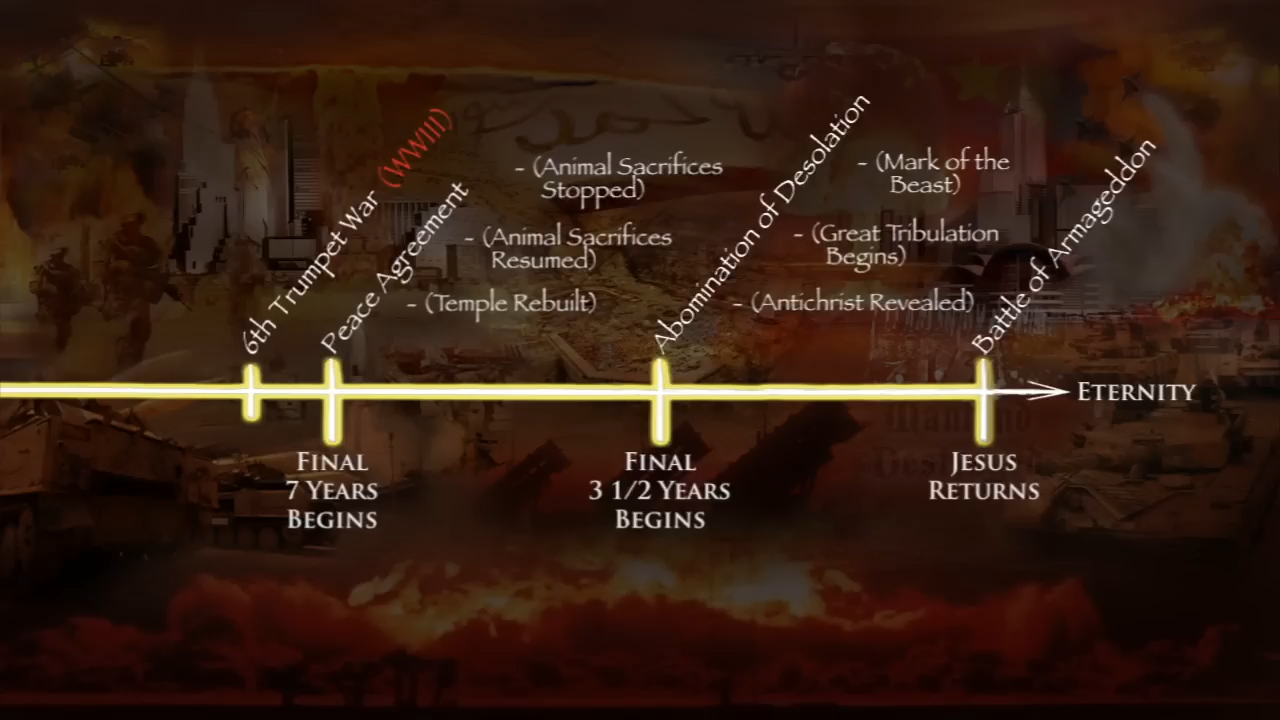 6th Trumpet War (WWIII)
Peace Agreement
- (Temple Rebuilt)
- (Animal Sacrifices
Resumed)
- (Animal Sacrifices
Stopped)
Abomination of Desolation
- (Antichrist Revealed)
- (Great Tribulation
Begins)
- (Mark of the
Beast)
Battle of Armageddon
ETERNITY
FINAL
7 YEARS
BEGINS
FINAL
3 1/2 YEARS
BEGINS
JESUS
RETURNS